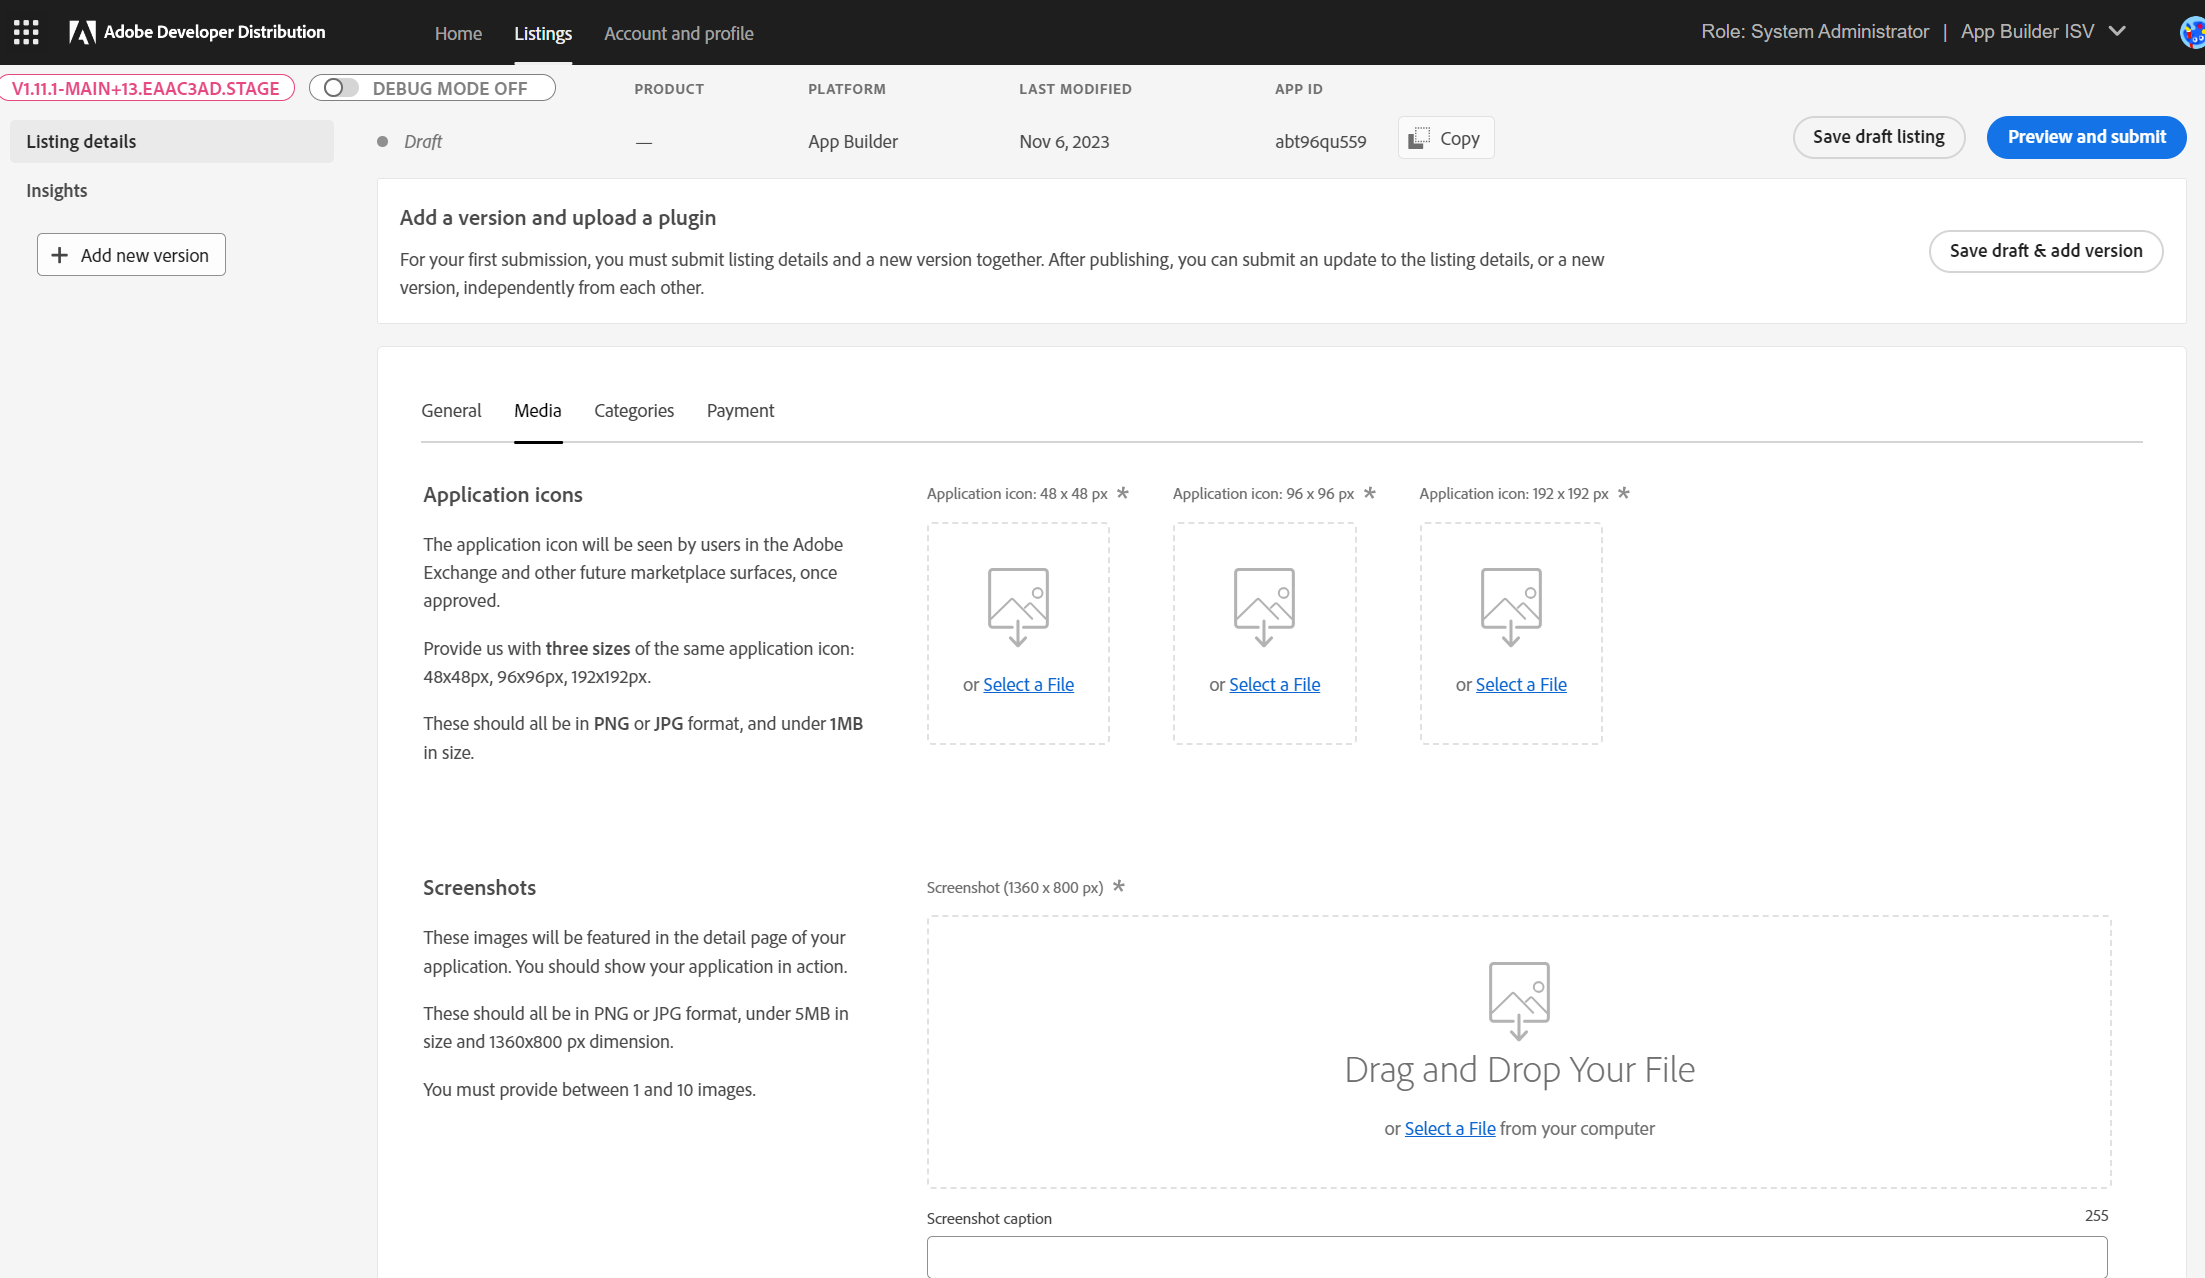 Adobe Developer Distribution
Home
Listings
Account and profile
Role: System Administrator | App Builder ISV
V1.11.1-MAIN+13.EAAC3AD.STAGE
DEBUG MODE OFF
PRODUCT
PLATFORM
LAST MODIFIED
APP ID
Listing details
Draft
—
App Builder
Nov 6, 2023
abt96qu559
Copy
Save draft listing
Preview and submit
Insights
+ Add new version
Add a version and upload a plugin
For your first submission, you must submit listing details and a new version together. After publishing, you can submit an update to the listing details, or a new
version, independently from each other.
Save draft & add version
General
Media
Categories
Payment
Application icons
The application icon will be seen by users in the Adobe
Exchange and other future marketplace surfaces, once
approved.
Provide us with three sizes of the same application icon:
48x48px, 96x96px, 192x192px.
These should all be in PNG or JPG format, and under 1MB
in size.
Application icon: 48 x 48 px *
or Select a File
Application icon: 96 x 96 px *
or Select a File
Application icon: 192 x 192 px *
or Select a File
Screenshots
These images will be featured in the detail page of your
application. You should show your application in action.
These should all be in PNG or JPG format, under 5MB in
size and 1360x800 px dimension.
You must provide between 1 and 10 images.
Screenshot (1360 x 800 px) *
Drag and Drop Your File
or Select a File from your computer
Screenshot caption
255